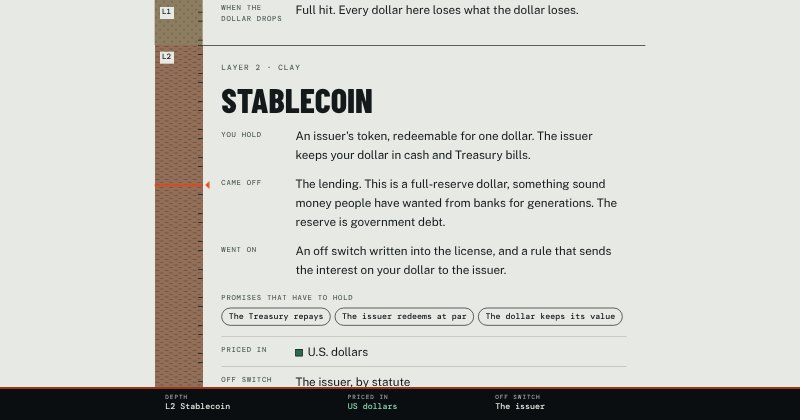 L1
WHEN THE
DOLLAR DROPS
Full hit. Every dollar here loses what the dollar loses.
L2
LAYER 2 · CLAY
STABLECOIN
YOU HOLD
An issuer's token, redeemable for one dollar. The issuer
keeps your dollar in cash and Treasury bills.
CAME OFF
The lending. This is a full-reserve dollar, something sound
money people have wanted from banks for generations. The
reserve is government debt.
WENT ON
An off switch written into the license, and a rule that sends
the interest on your dollar to the issuer.
PROMISES THAT HAVE TO HOLD
The Treasury repays
The issuer redeems at par
The dollar keeps its value
PRICED IN
U.S. dollars
OFF SWITCH
The issuer, by statute
DEPTH
L2 Stablecoin
PRICED IN
US dollars
OFF SWITCH
The issuer